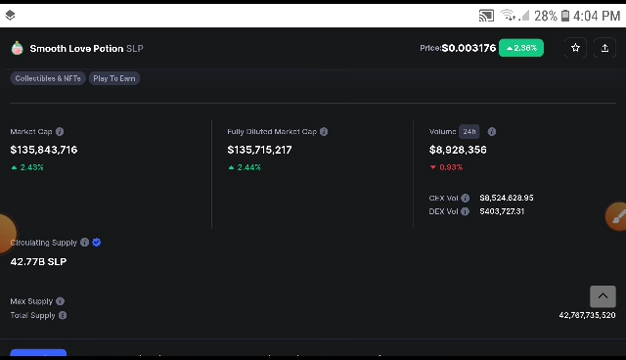 28% 4:04 PM
Smooth Love Potion SLP Price:$0.003176 2.36%
Collectibles & NFTs Play To Earn
Market Cap Fully Diluted Market Cap Volume 24h
$135,843,716 $135,715,217 $8,928,356
2.43% 2.44% 0.93%
CEX Vol $8,524,628.95
DEX Vol $403,727.31
Circulating Supply
42.77B SLP
Max Supply
Total Supply 42,767,735,520